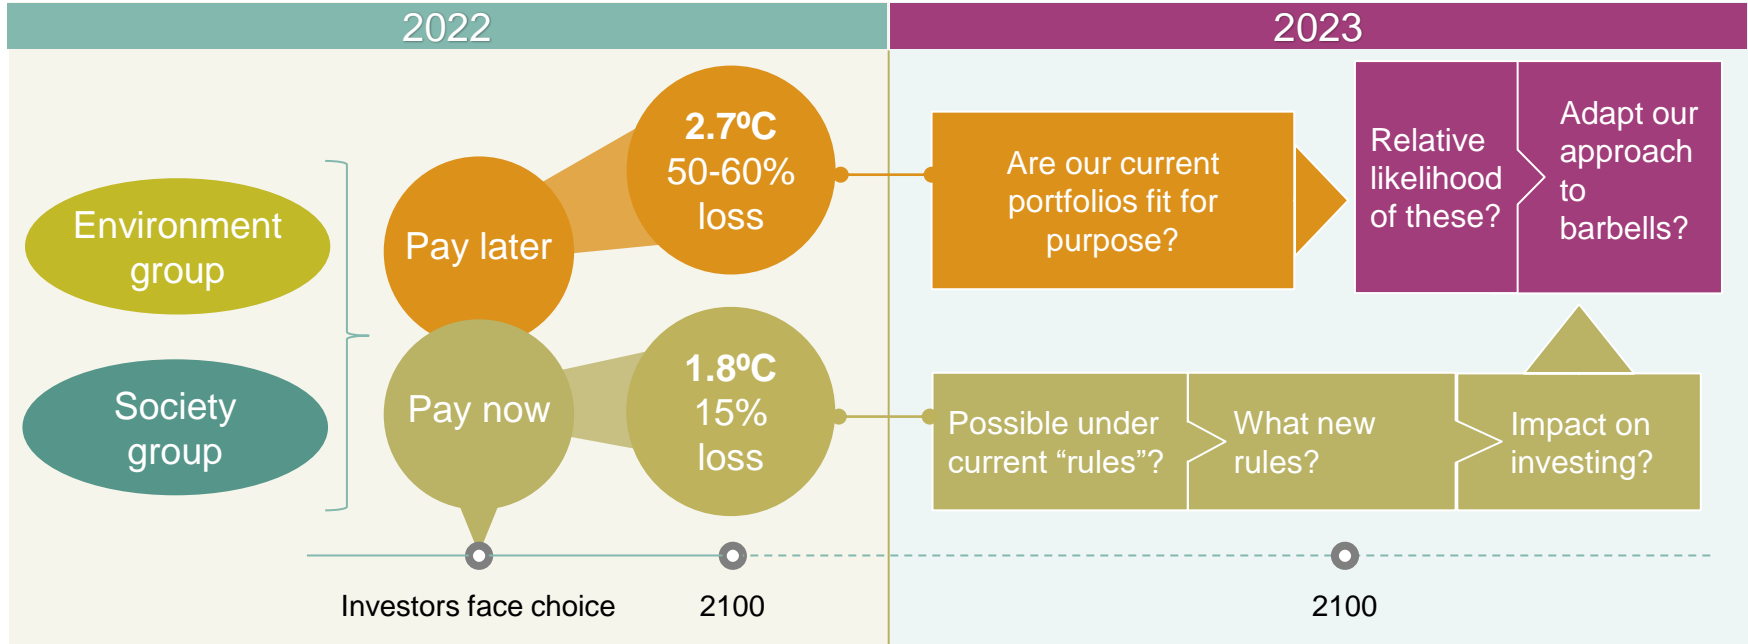 2022
2023
Environment
group
Society
group
Pay later
Pay now
2.7ºC
50-60%
loss
1.8ºC
15%
loss
Are our current
portfolios fit for
purpose?
Relative
likelihood
of these?
Adapt our
approach
to
barbells?
Possible under
current “rules”?
What new
rules?
Impact on
investing?
Investors face choice
2100
2100